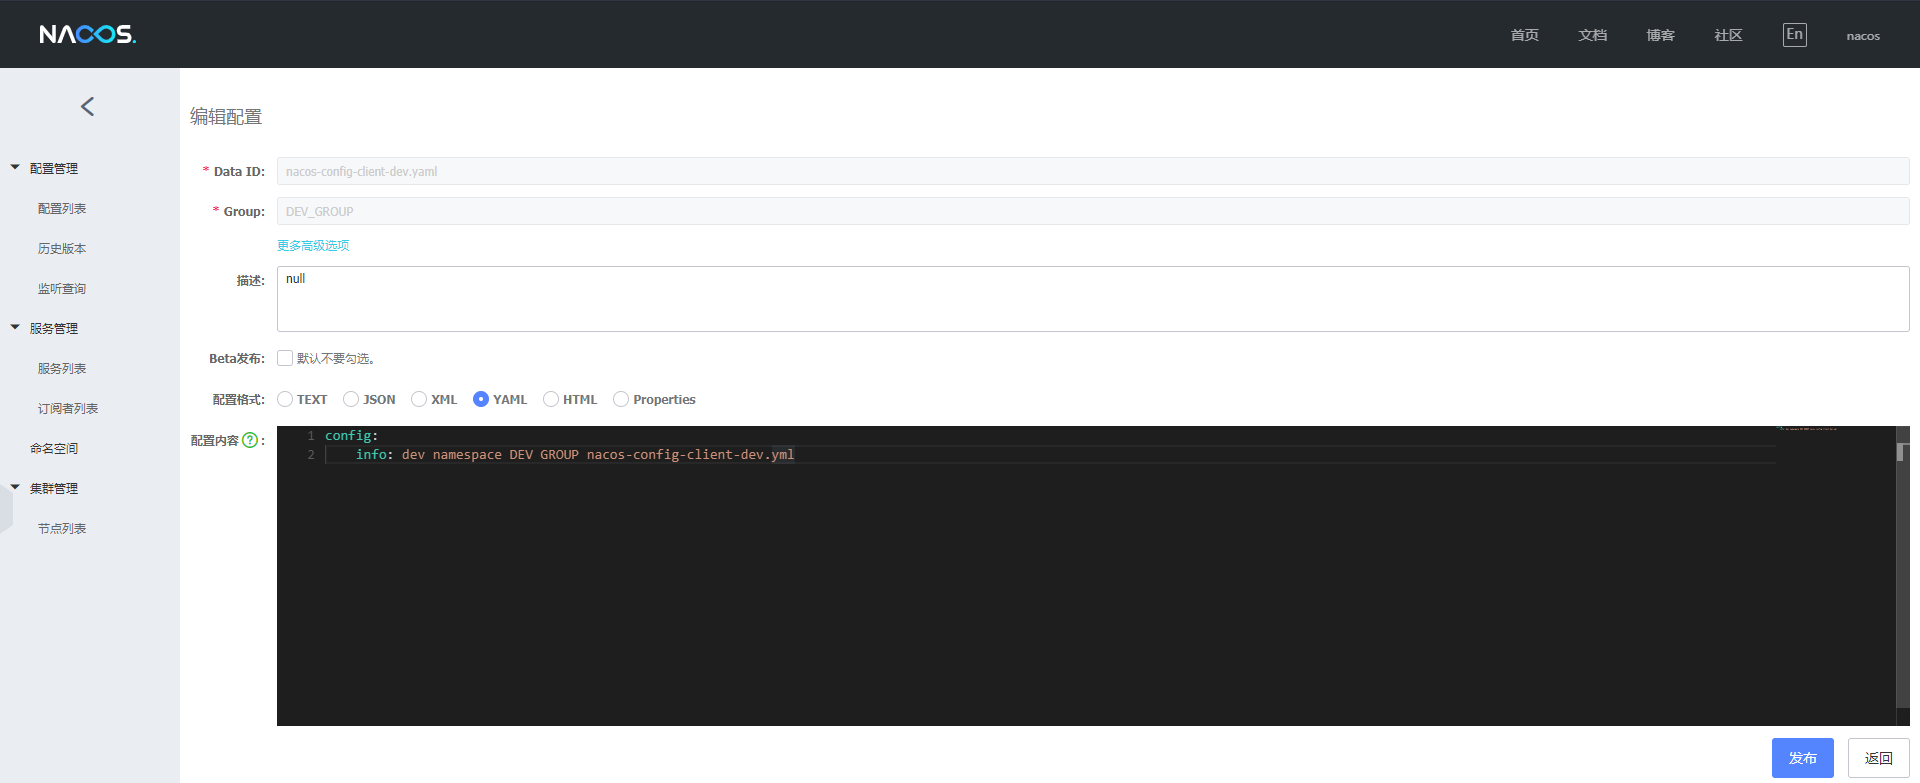 NACOS.
首页 文档 博客 社区 En nacos
编辑配置
配置管理
配置列表
历史版本
监听查询
服务管理
服务列表
订阅者列表
命名空间
集群管理
节点列表
* Data ID: nacos-config-client-dev.yaml
* Group: DEV_GROUP
更多高级选项
描述: null
Beta发布: 默认不要勾选。
配置格式: TEXT JSON XML YAML HTML Properties
配置内容 ? :
1 config:
2     info: dev namespace DEV GROUP nacos-config-client-dev.yml
发布 返回